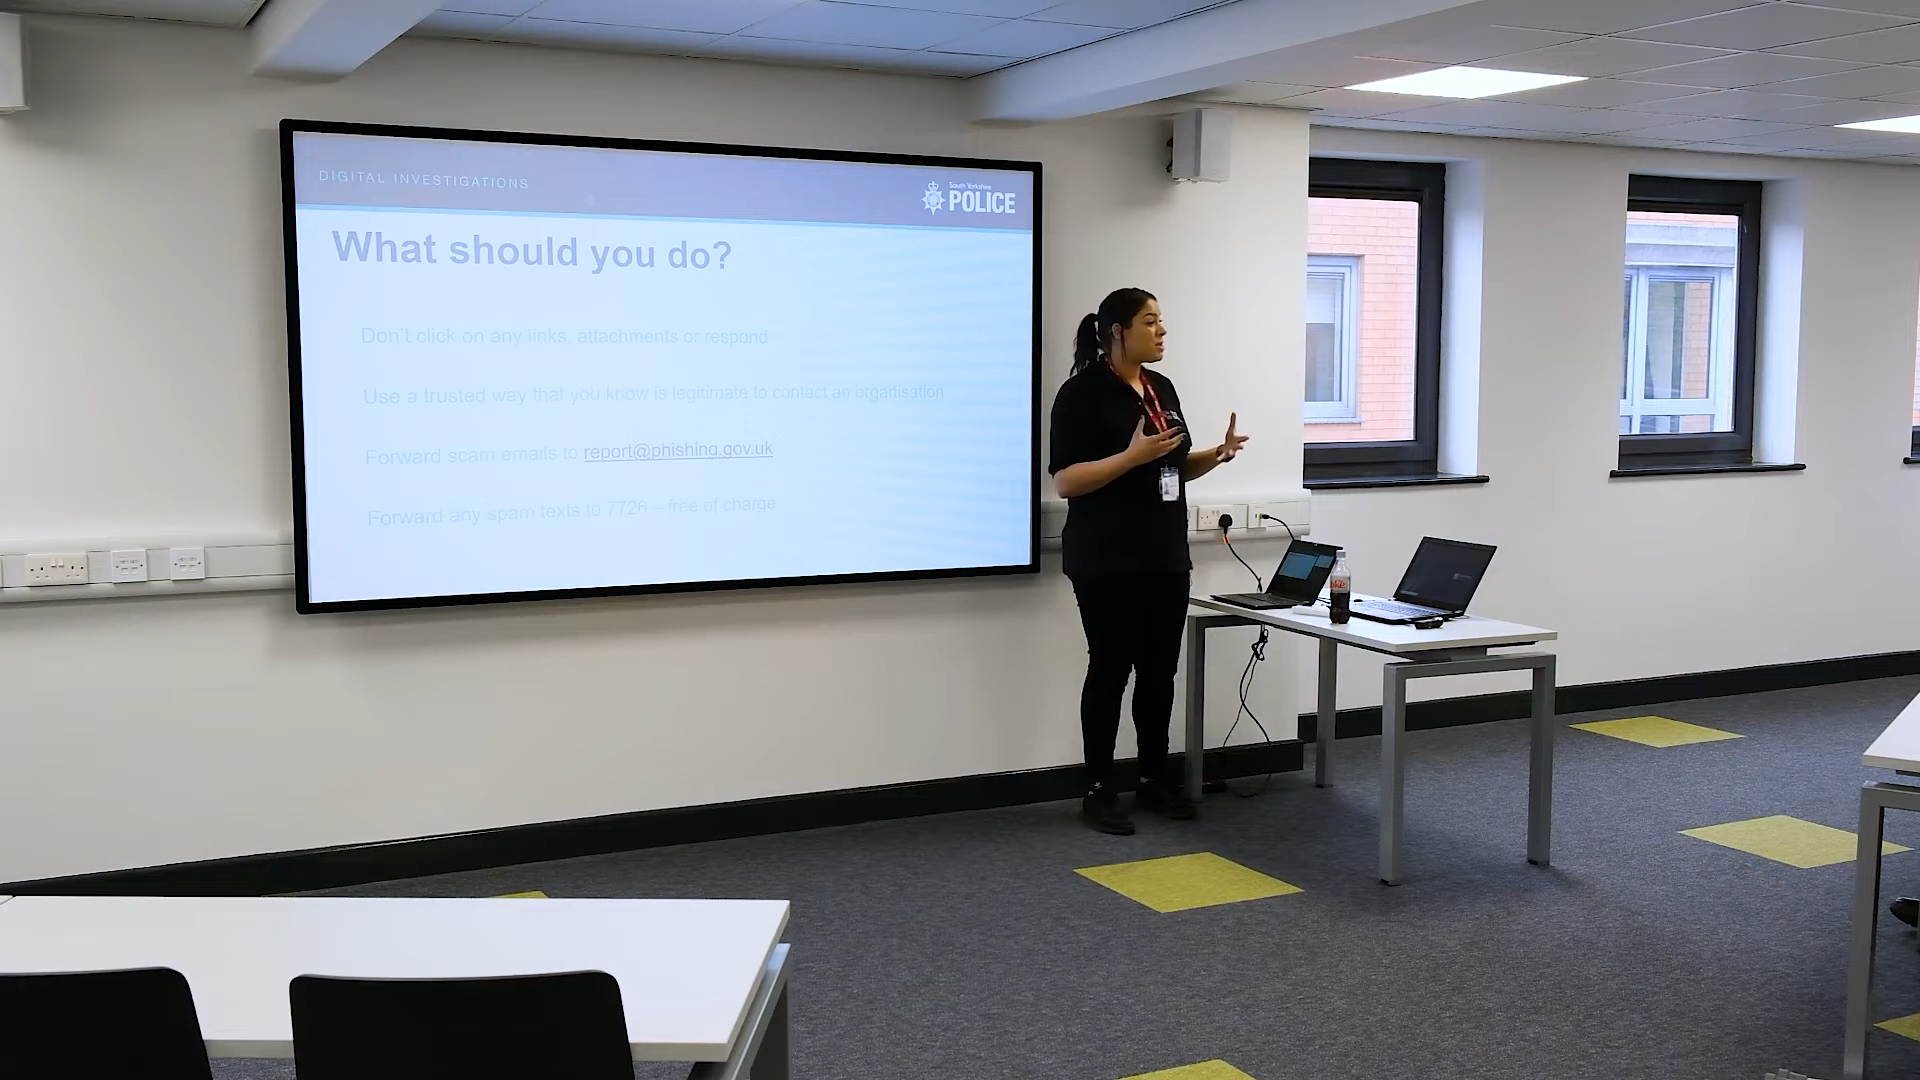 DIGITAL INVESTIGATIONS
South Yorkshire
POLICE
What should you do?
Don't click on any links, attachments or respond
Use a trusted way that you know is legitimate to contact an organisation
Forward scam emails to report@phishing.gov.uk
Forward any spam texts to 7726 – free of charge